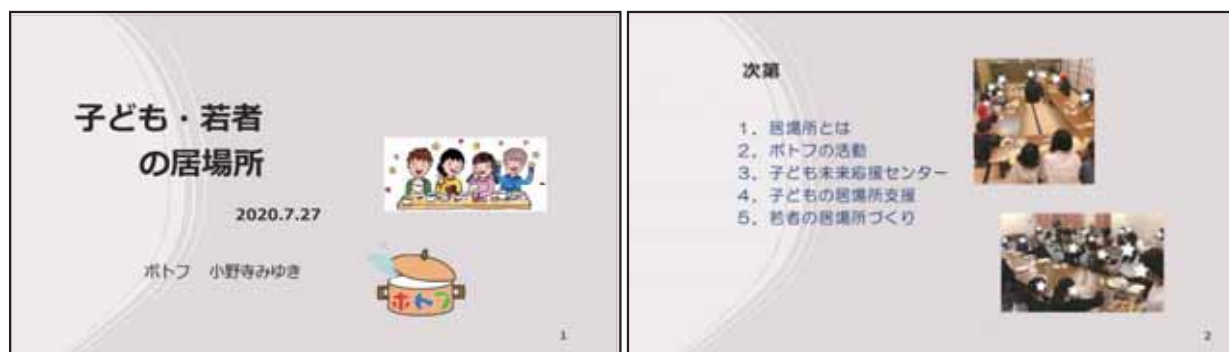 子ども・若者
の居場所
2020.7.27
ポトフ 小野寺みゆき
ポトフ
1
次第
1．居場所とは
2．ポトフの活動
3．子ども未来応援センター
4．子どもの居場所支援
5．若者の居場所づくり
2